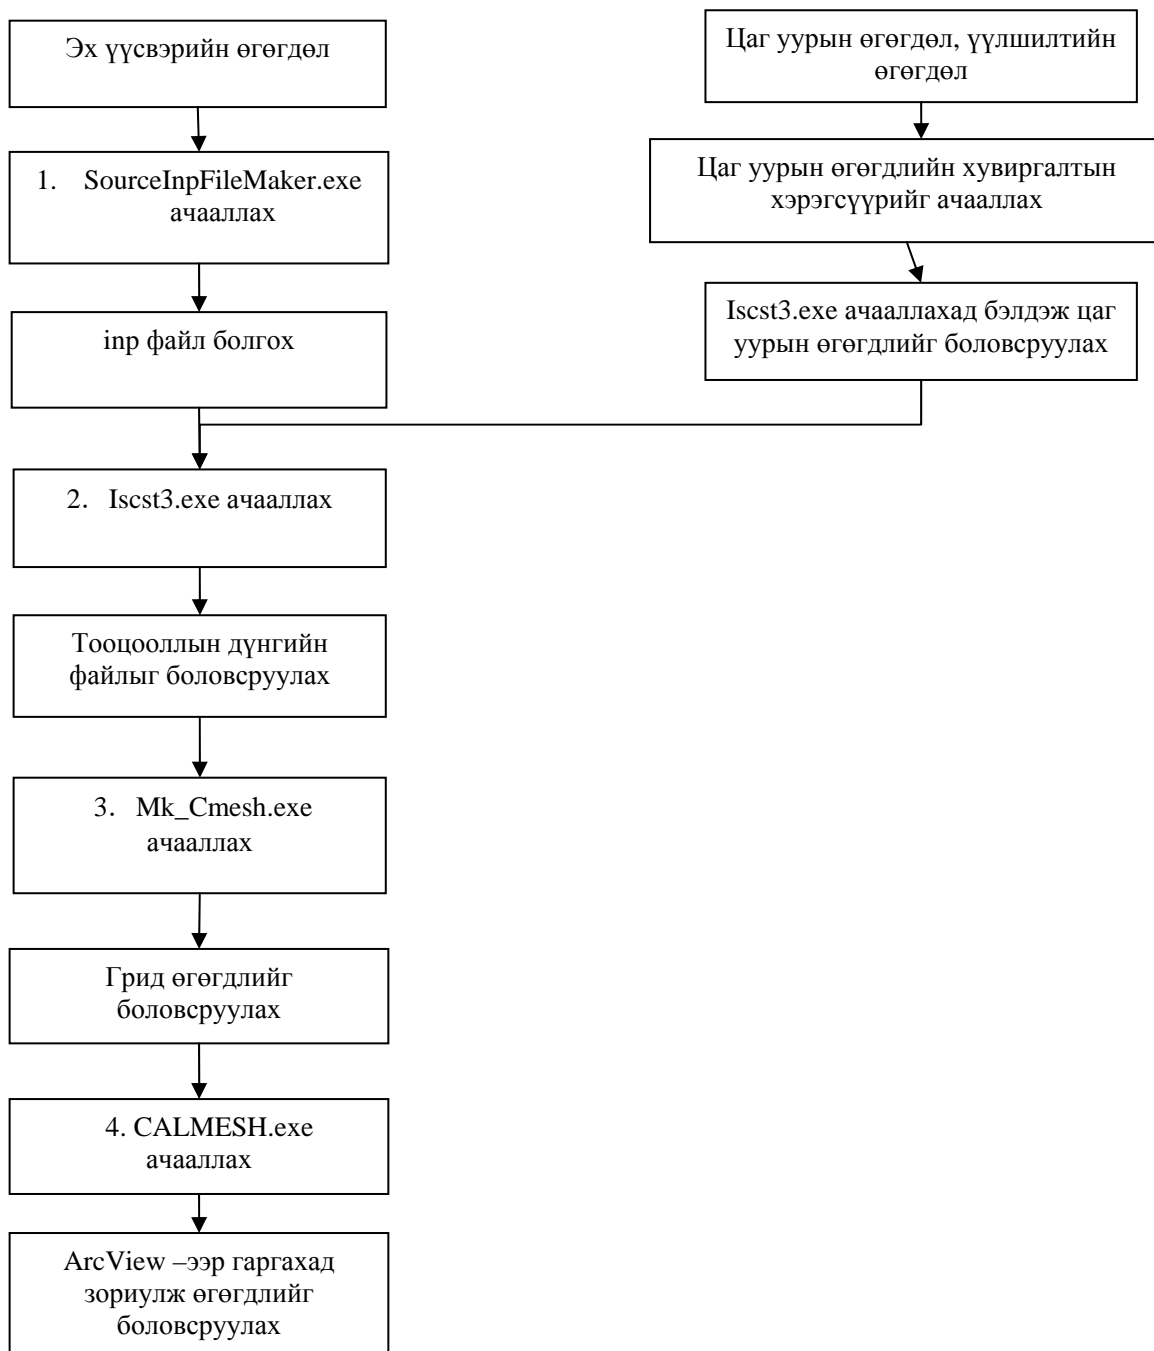 Эх үүсвэрийн өгөгдөл
Цаг уурын өгөгдөл, үүлшилтийн
өгөгдөл
1. SourceInpFileMaker.exe
ачааллах
Цаг уурын өгөгдлийн хувиргалтын
хэрэгсүүрийг ачааллах
inp файл болгох
Iscst3.exe ачааллахад бэлдэж цаг
уурын өгөгдлийг боловсруулах
2. Iscst3.exe ачааллах
Тооцооллын дүнгийн
файлыг боловсруулах
3. Mk_Cmesh.exe
ачааллах
Грид өгөгдлийг
боловсруулах
4. CALMESH.exe
ачааллах
ArcView –ээр гаргахад
зориулж өгөгдлийг
боловсруулах